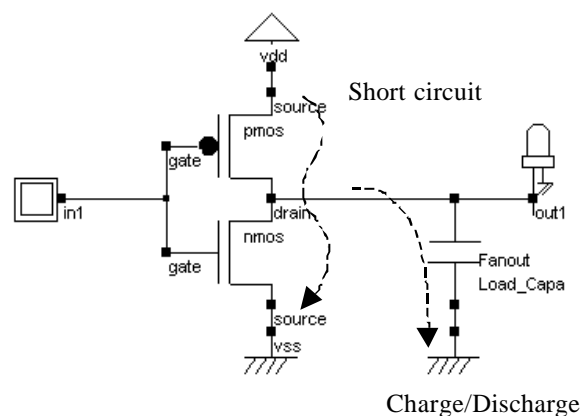 vdd
source
Short circuit
pmos
gate
in1
drain
out1
nmos
gate
Fanout
Load_Capa
source
vss
Charge/Discharge